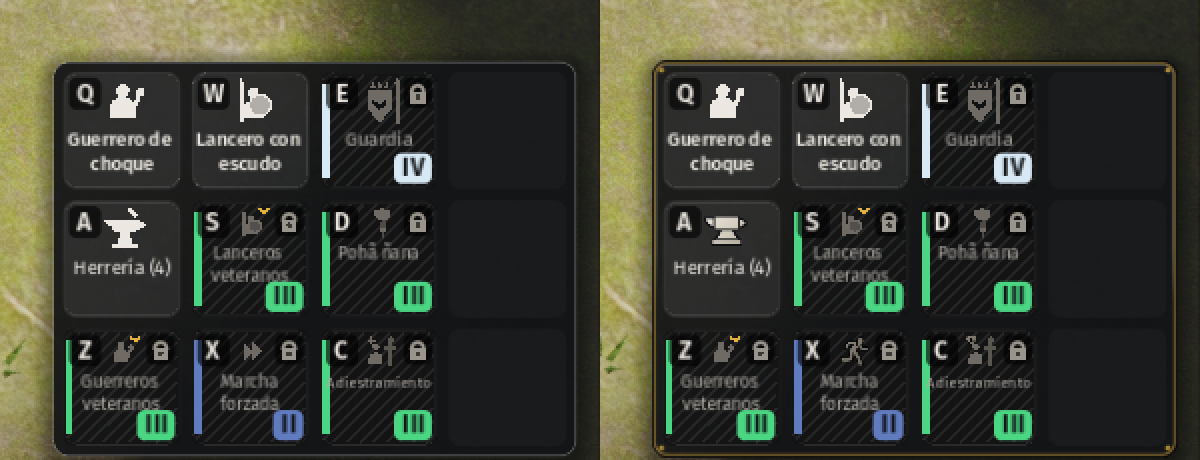 Q
Guerrero de
choque
W
Lancero con
escudo
E
Guardia
IV
A
Herrería (4)
S
Lanceros
veteranos
III
D
Pohã ñana
III
Z
Guerreros
veteranos
III
X
Marcha
forzada
II
C
Adiestramiento
III
Q
Guerrero de
choque
W
Lancero con
escudo
E
Guardia
IV
A
Herrería (4)
S
Lanceros
veteranos
III
D
Pohã ñana
III
Z
Guerreros
veteranos
III
X
Marcha
forzada
II
C
Adiestramiento
III